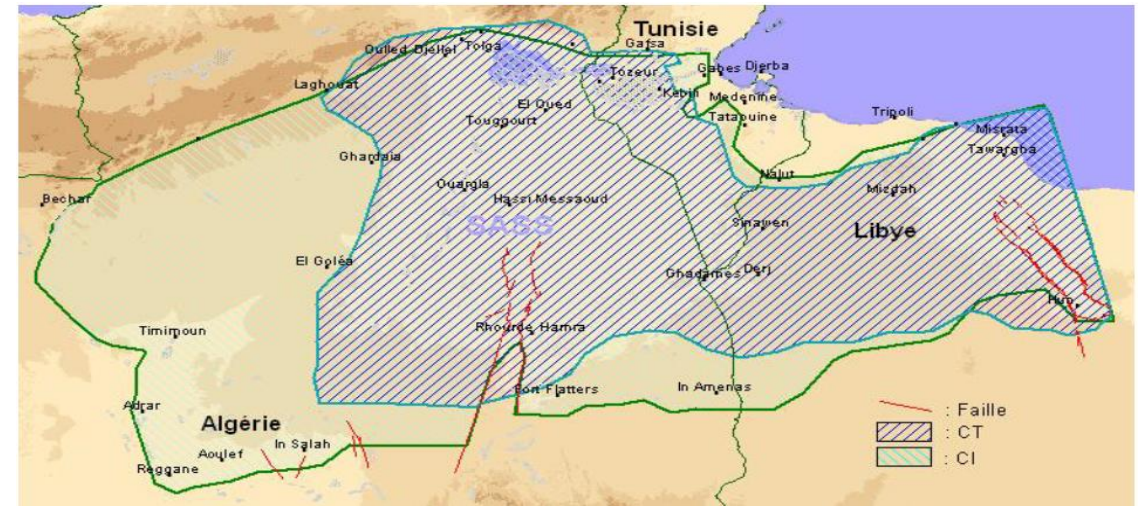 Tunisie
Oulled Djellel
Tolga
Gafsa
Laghouat
Tozeur
Gabes
Djerba
Kebili
Medenine
El Oued
Tataouine
Tripoli
Touggourt
Misrata
Tawargha
Ghardaia
Nalut
Bechar
Ouargla
Mizdah
Hassi Messaoud
SASS
Sinawen
Libye
El Goléa
Ghadames
Derj
Hun
Timimoun
Rhourde Hamra
Fort Flatters
In Amenas
Adrar
Algérie
In Salah
Aoulef
Reggane
: Faille
: CT
: CI